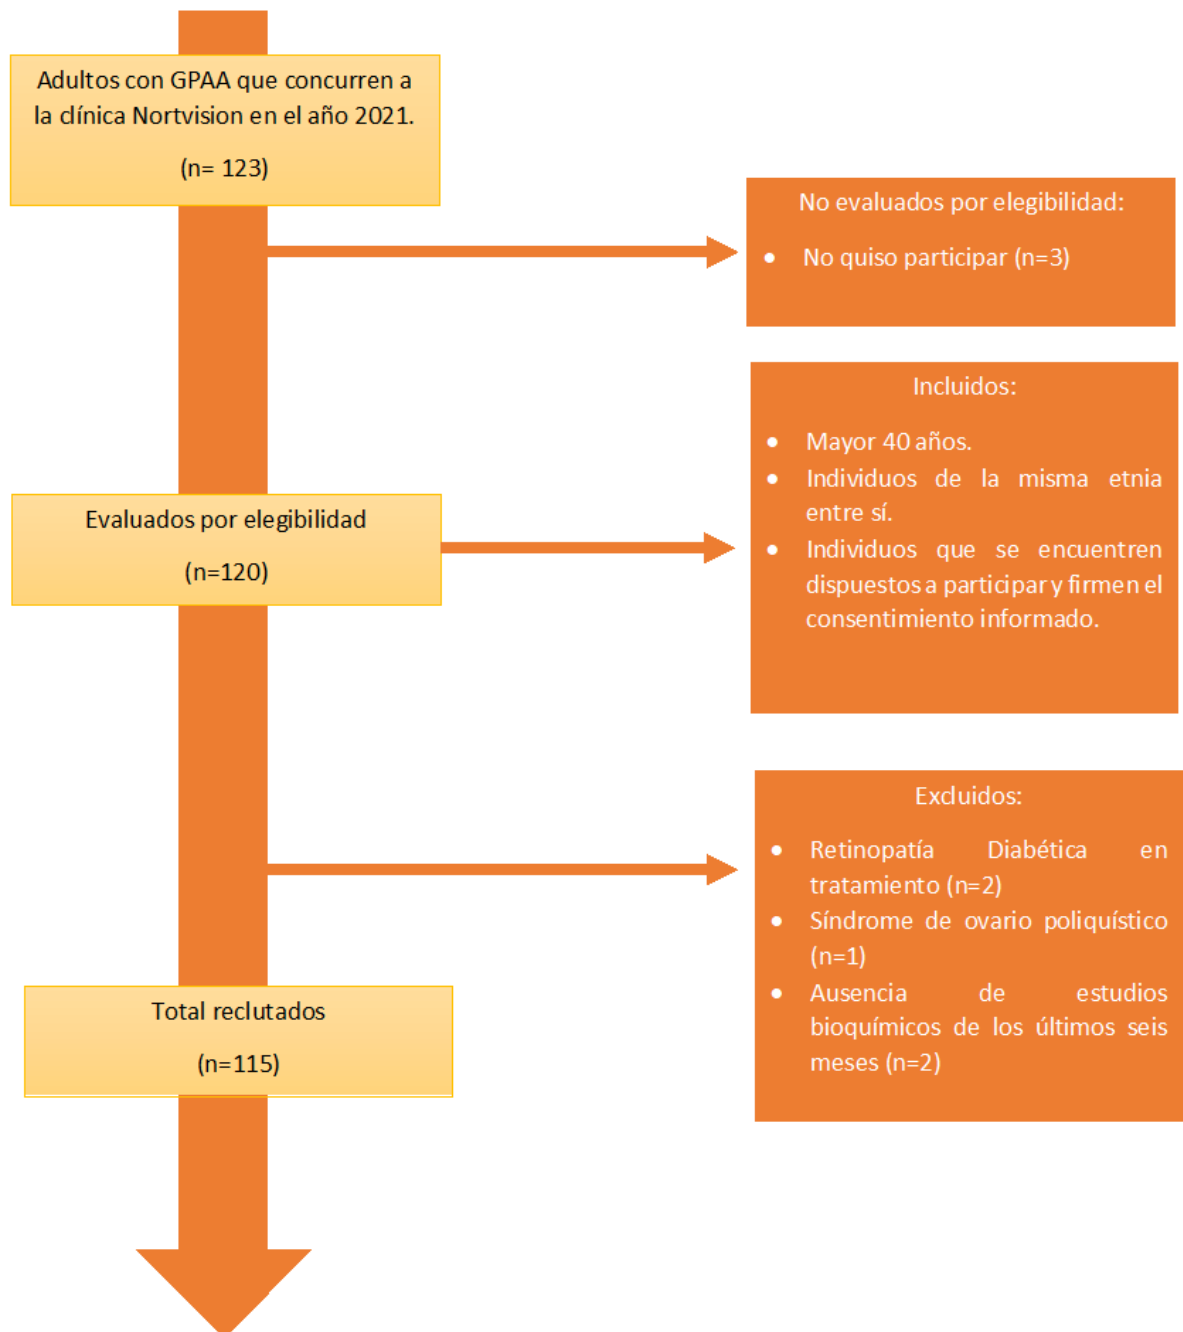 Adultos con GPAA que concurren a
la clínica Nortvision en el año 2021.
(n= 123)
No evaluados por elegibilidad:
• No quiso participar (n=3)
Incluidos:
• Mayor 40 años.
• Individuos de la misma etnia
entre sí.
• Individuos que se encuentren
dispuestos a participar y firmen el
consentimiento informado.
Evaluados por elegibilidad
(n=120)
Excluidos:
• Retinopatía Diabética en
tratamiento (n=2)
• Síndrome de ovario poliquístico
(n=1)
• Ausencia de estudios
bioquímicos de los últimos seis
meses (n=2)
Total reclutados
(n=115)